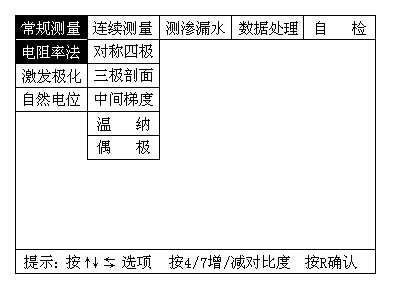 常规测量 连续测量 测渗漏水 数据处理 自 检
电阻率法 对称四极
激发极化 三极剖面
自然电位 中间梯度
温 纳
偶 极
提示: 按↑↓⇆ 选项 按4/7增/减对比度 按R确认